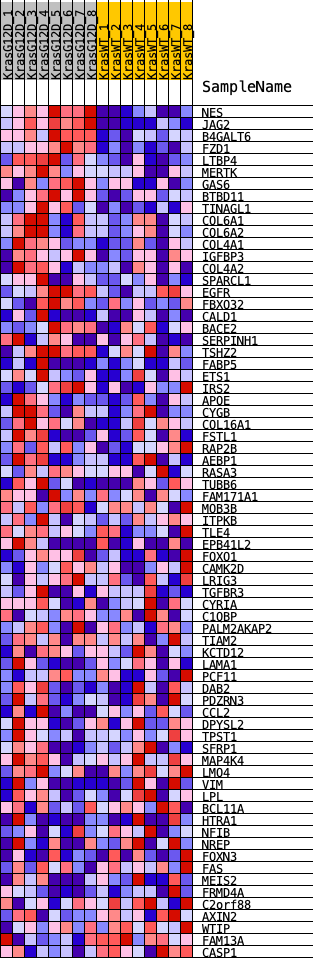 KrasG12D_1
KrasG12D_2
KrasG12D_3
KrasG12D_4
KrasG12D_5
KrasG12D_6
KrasG12D_7
KrasG12D_8
KrasWT_1
KrasWT_2
KrasWT_3
KrasWT_4
KrasWT_5
KrasWT_6
KrasWT_7
KrasWT_8
SampleName
NES
JAG2
B4GALT6
FZD1
LTBP4
MERTK
GAS6
BTBD11
TINAGL1
COL6A1
COL6A2
COL4A1
IGFBP3
COL4A2
SPARCL1
EGFR
FBXO32
CALD1
BACE2
SERPINH1
TSHZ2
FABP5
ETS1
IRS2
APOE
CYGB
COL16A1
FSTL1
RAP2B
AEBP1
RASA3
TUBB6
FAM171A1
MOB3B
ITPKB
TLE4
EPB41L2
FOXO1
CAMK2D
LRIG3
TGFBR3
CYRIA
C1QBP
PALM2AKAP2
TIAM2
KCTD12
LAMA1
PCF11
DAB2
PDZRN3
CCL2
DPYSL2
TPST1
SFRP1
MAP4K4
LMO4
VIM
LPL
BCL11A
HTRA1
NFIB
NREP
FOXN3
FAS
MEIS2
FRMD4A
C2orf88
AXIN2
WTIP
FAM13A
CASP1